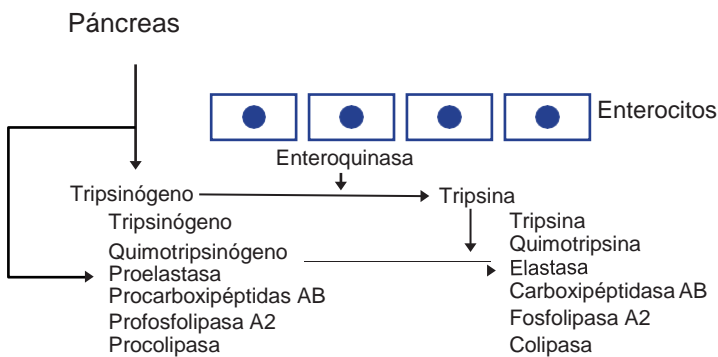 Páncreas
Enterocitos
Enteroquinasa
Tripsinógeno
Tripsina
Tripsinógeno
Quimotripsinógeno
Proelastasa
Procarboxipéptidas AB
Profosfolipasa A2
Procolipasa
Tripsina
Quimotripsina
Elastasa
Carboxipéptidasa AB
Fosfolipasa A2
Colipasa